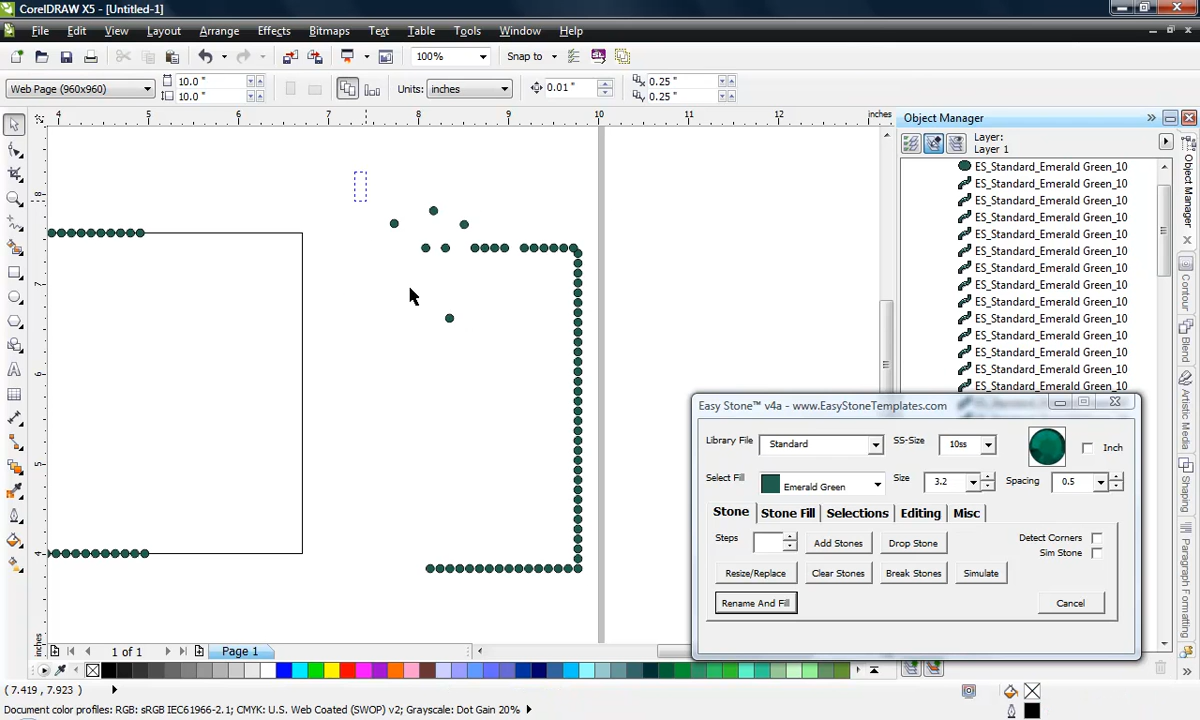 CorelDRAW X5 - [Untitled-1]
File Edit View Layout Arrange Effects Bitmaps Text Table Tools Window Help
100% Snap to
Web Page (960x960) 10.0 " 10.0 " Units: inches 0.01 " 0.25 " 0.25 "
4 5 6 7 8 9 10 11 12 inches
8
7
6
5
4
inches
Object Manager
Layer:
Layer 1
ES_Standard_Emerald Green_10
ES_Standard_Emerald Green_10
ES_Standard_Emerald Green_10
ES_Standard_Emerald Green_10
ES_Standard_Emerald Green_10
ES_Standard_Emerald Green_10
ES_Standard_Emerald Green_10
ES_Standard_Emerald Green_10
ES_Standard_Emerald Green_10
ES_Standard_Emerald Green_10
ES_Standard_Emerald Green_10
ES_Standard_Emerald Green_10
ES_Standard_Emerald Green_10
ES_Standard_Emerald Green_10
Object Manager
Contour
Blend
Artistic Media
Paragraph Formatting
Easy Stone™ v4a - www.EasyStoneTemplates.com
Library File Standard SS-Size 10ss Inch
Select Fill Emerald Green Size 3.2 Spacing 0.5
Stone Stone Fill Selections Editing Misc
Steps Add Stones Drop Stone Detect Corners
Sim Stone
Resize/Replace Clear Stones Break Stones Simulate
Rename And Fill Cancel
1 of 1 Page 1
( 7.419 , 7.923 )
Document color profiles: RGB: sRGB IEC61966-2.1; CMYK: U.S. Web Coated (SWOP) v2; Grayscale: Dot Gain 20%